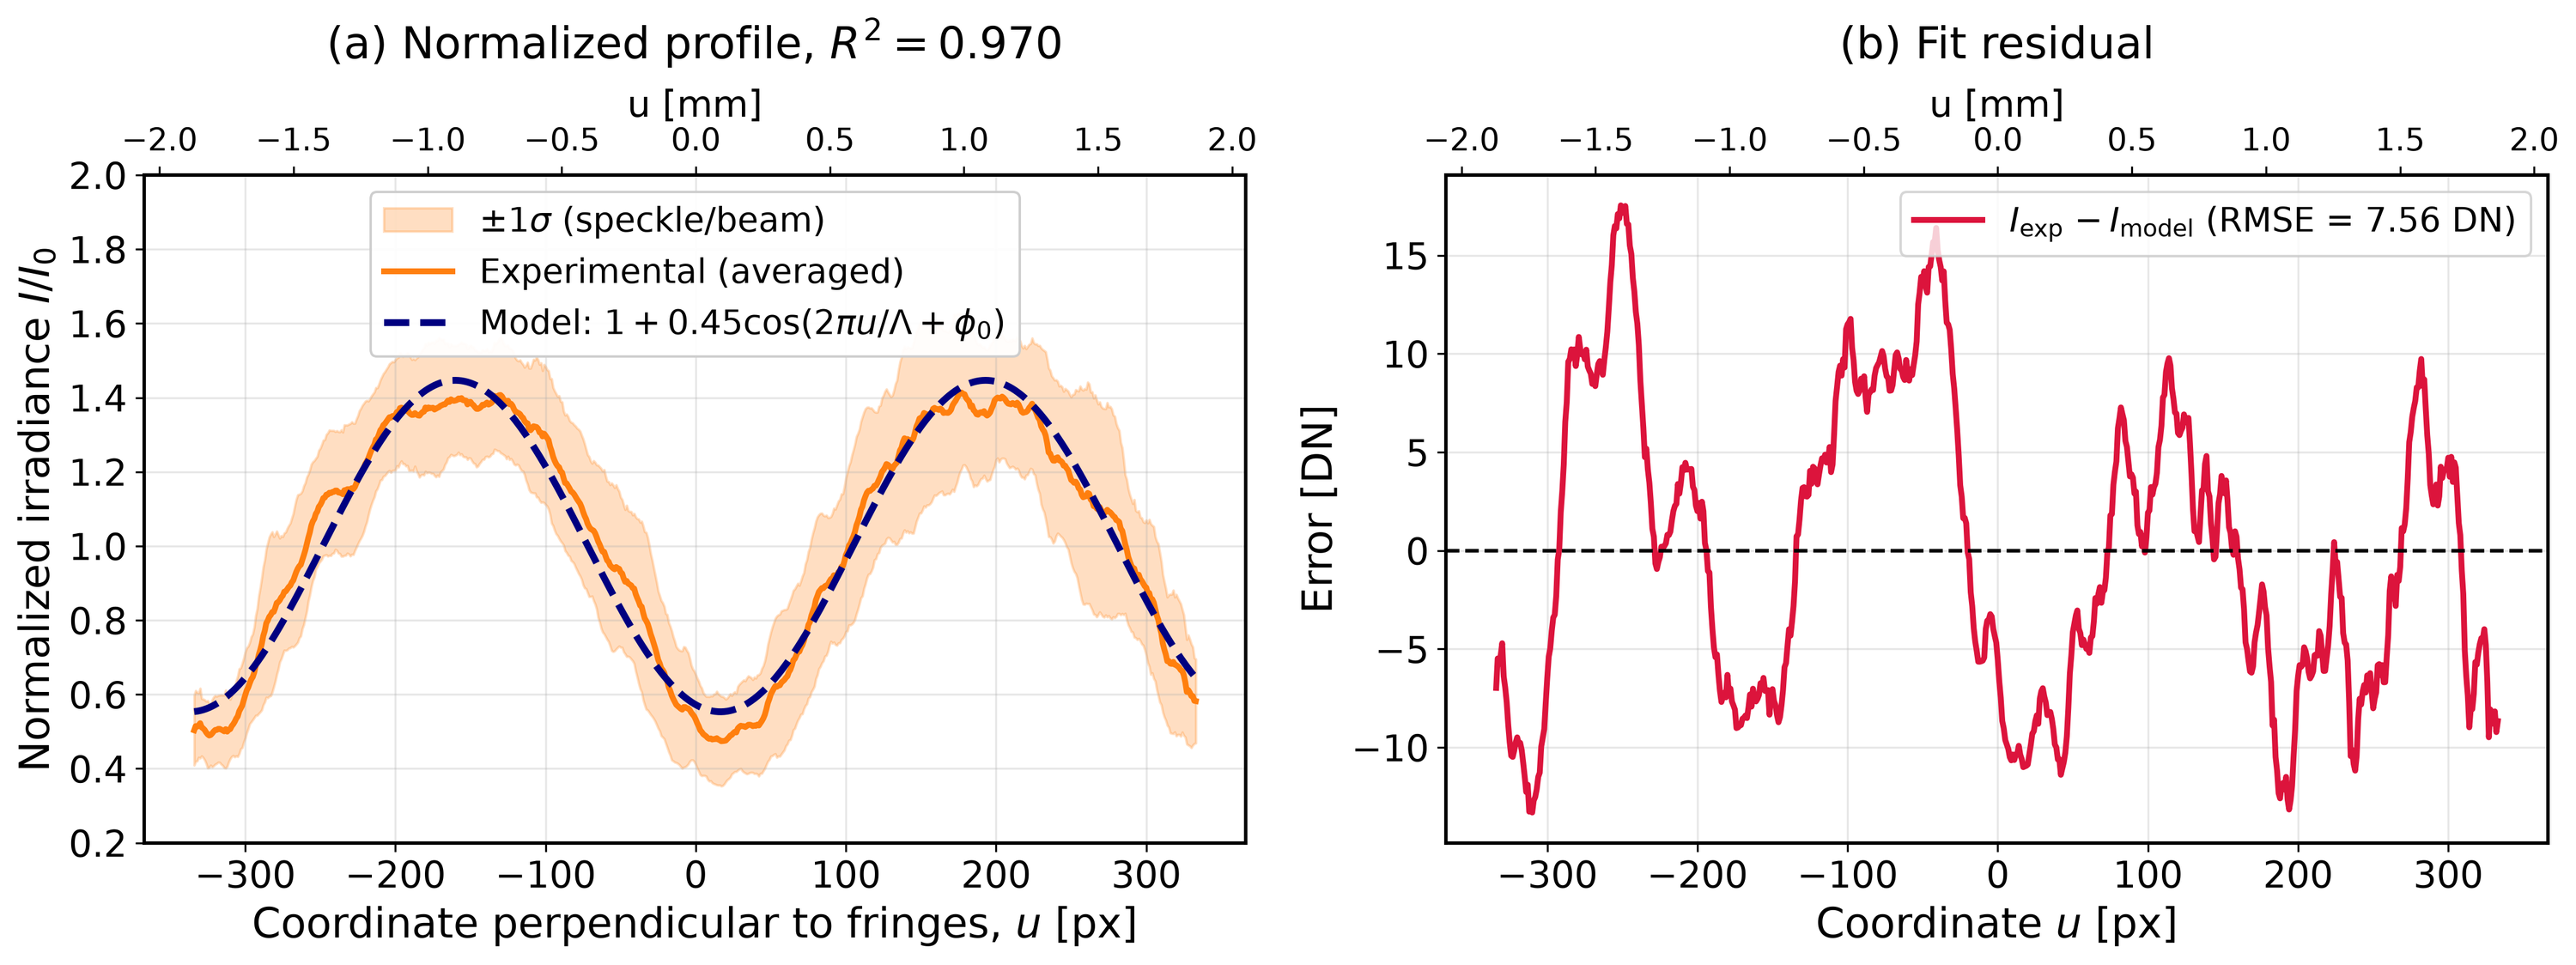 (a) Normalized profile, R² = 0.970
u [mm]
−2.0 −1.5 −1.0 −0.5 0.0 0.5 1.0 1.5 2.0
2.0
1.8
1.6
1.4
1.2
1.0
0.8
0.6
0.4
0.2
Normalized irradiance I/I₀
±1σ (speckle/beam)
Experimental (averaged)
Model: 1 + 0.45cos(2πu/Λ + ϕ₀)
−300 −200 −100 0 100 200 300
Coordinate perpendicular to fringes, u [px]
(b) Fit residual
u [mm]
−2.0 −1.5 −1.0 −0.5 0.0 0.5 1.0 1.5 2.0
15
10
5
0
−5
−10
Error [DN]
I_exp − I_model (RMSE = 7.56 DN)
−300 −200 −100 0 100 200 300
Coordinate u [px]